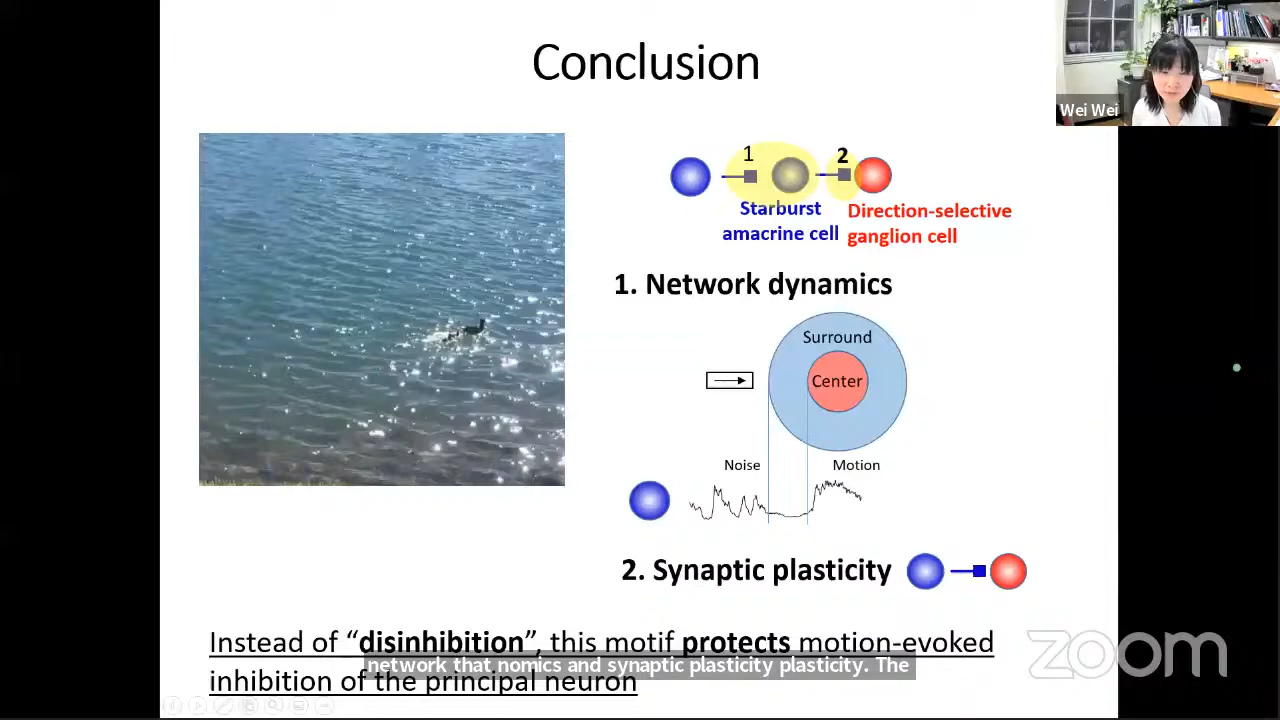 Conclusion
Wei Wei
1
2
Starburst
amacrine cell
Direction-selective
ganglion cell
1. Network dynamics
Surround
Center
Noise
Motion
2. Synaptic plasticity
Instead of “disinhibition”, this motif protects motion-evoked
network that nomics and synaptic plasticity plasticity. The
inhibition of the principal neuron
zoom